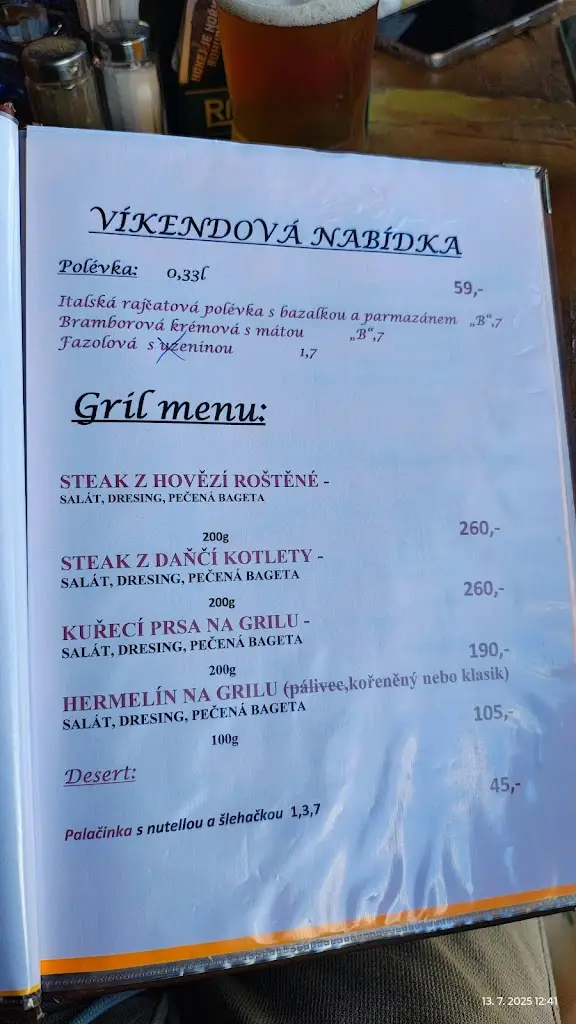 HOKEJ JE NOR
VÍKENDOVÁ NABÍDKA
Polévka: 0,33l
59,-
Italská rajčatová polévka s bazalkou a parmazánem „B“,7
Bramborová krémová s mátou „B“,7
Fazolová s uzeninou 1,7
Gril menu:
STEAK Z HOVĚZÍ ROŠTĚNÉ -
SALÁT, DRESING, PEČENÁ BAGETA
200g 260,-
STEAK Z DAŇČÍ KOTLETY -
SALÁT, DRESING, PEČENÁ BAGETA
200g 260,-
KUŘECÍ PRSA NA GRILU -
SALÁT, DRESING, PEČENÁ BAGETA
200g 190,-
HERMELÍN NA GRILU (pálivee,kořeněný nebo klasik)
SALÁT, DRESING, PEČENÁ BAGETA
100g 105,-
Desert:
45,-
Palačinka s nutellou a šlehačkou 1,3,7
13. 7. 2025 12:41